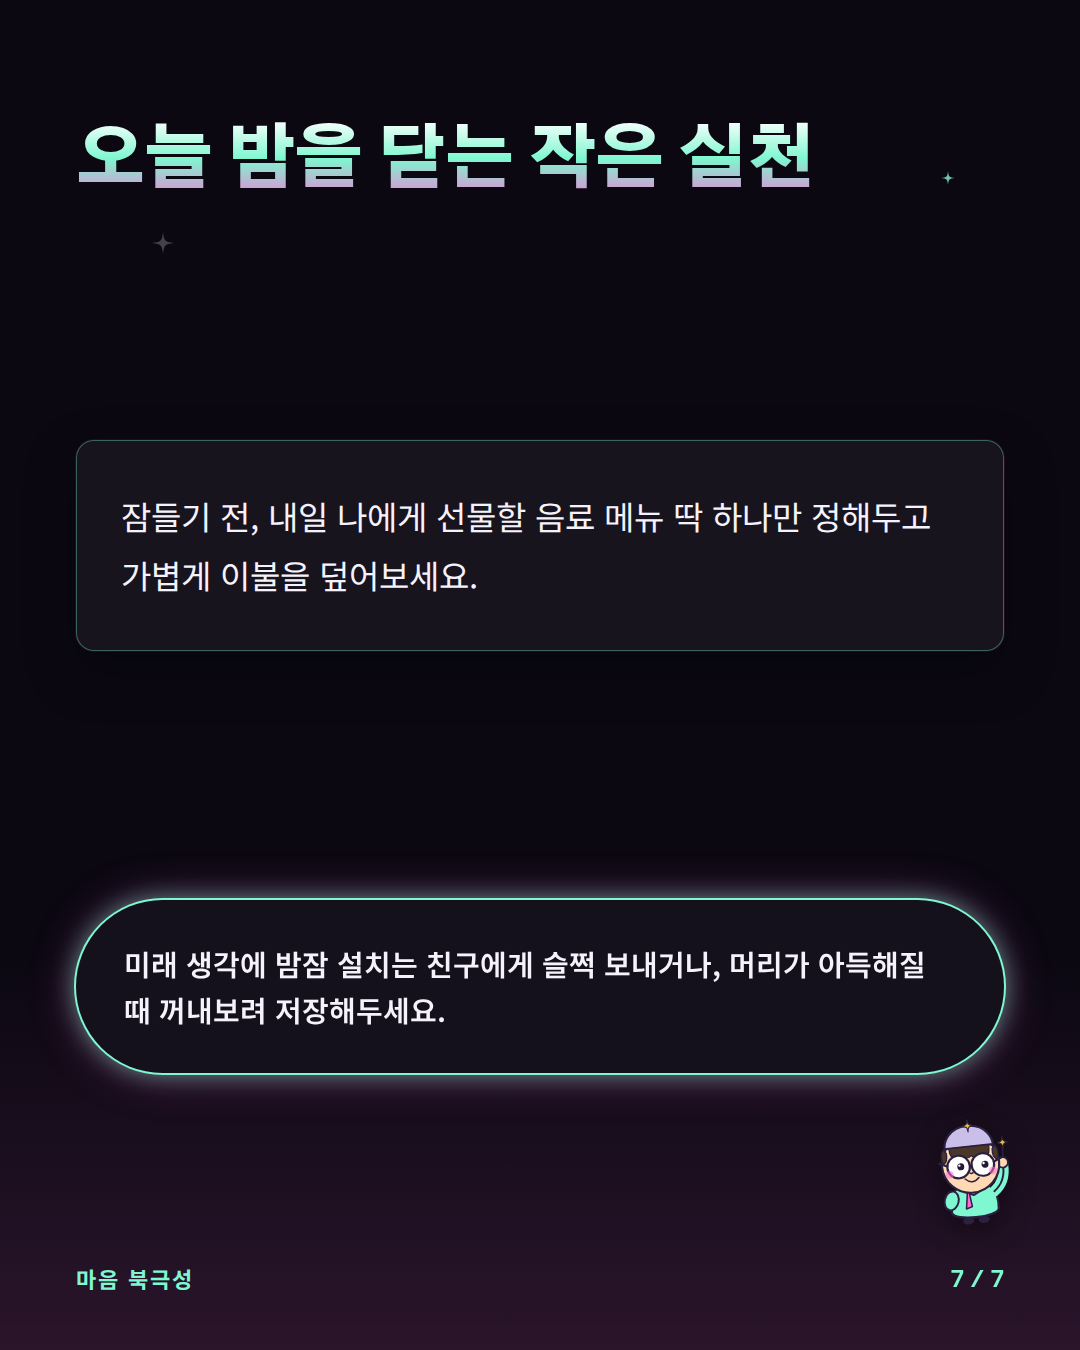 오늘 밤을 닫는 작은 실천
잠들기 전, 내일 나에게 선물할 음료 메뉴 딱 하나만 정해두고
가볍게 이불을 덮어보세요.
미래 생각에 밤잠 설치는 친구에게 슬쩍 보내거나, 머리가 아득해질
때 꺼내보려 저장해두세요.
마음 북극성
7 / 7